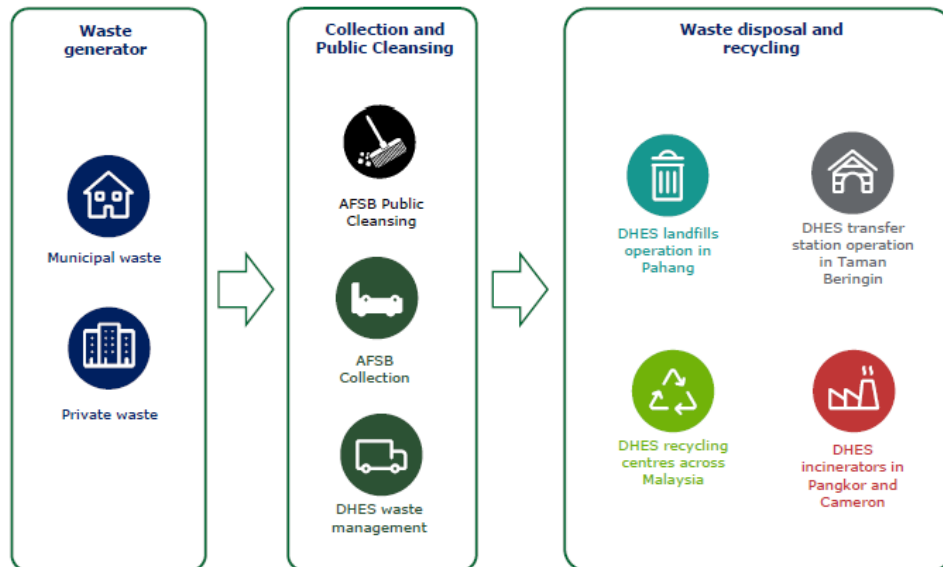 Waste
generator
Municipal waste
Private waste
Collection and
Public Cleansing
AFSB Public
Cleansing
AFSB
Collection
DHES waste
management
Waste disposal and
recycling
DHES landfills
operation in
Pahang
DHES transfer
station operation
in Taman
Beringin
DHES recycling
centres across
Malaysia
DHES
incinerators in
Pangkor and
Cameron